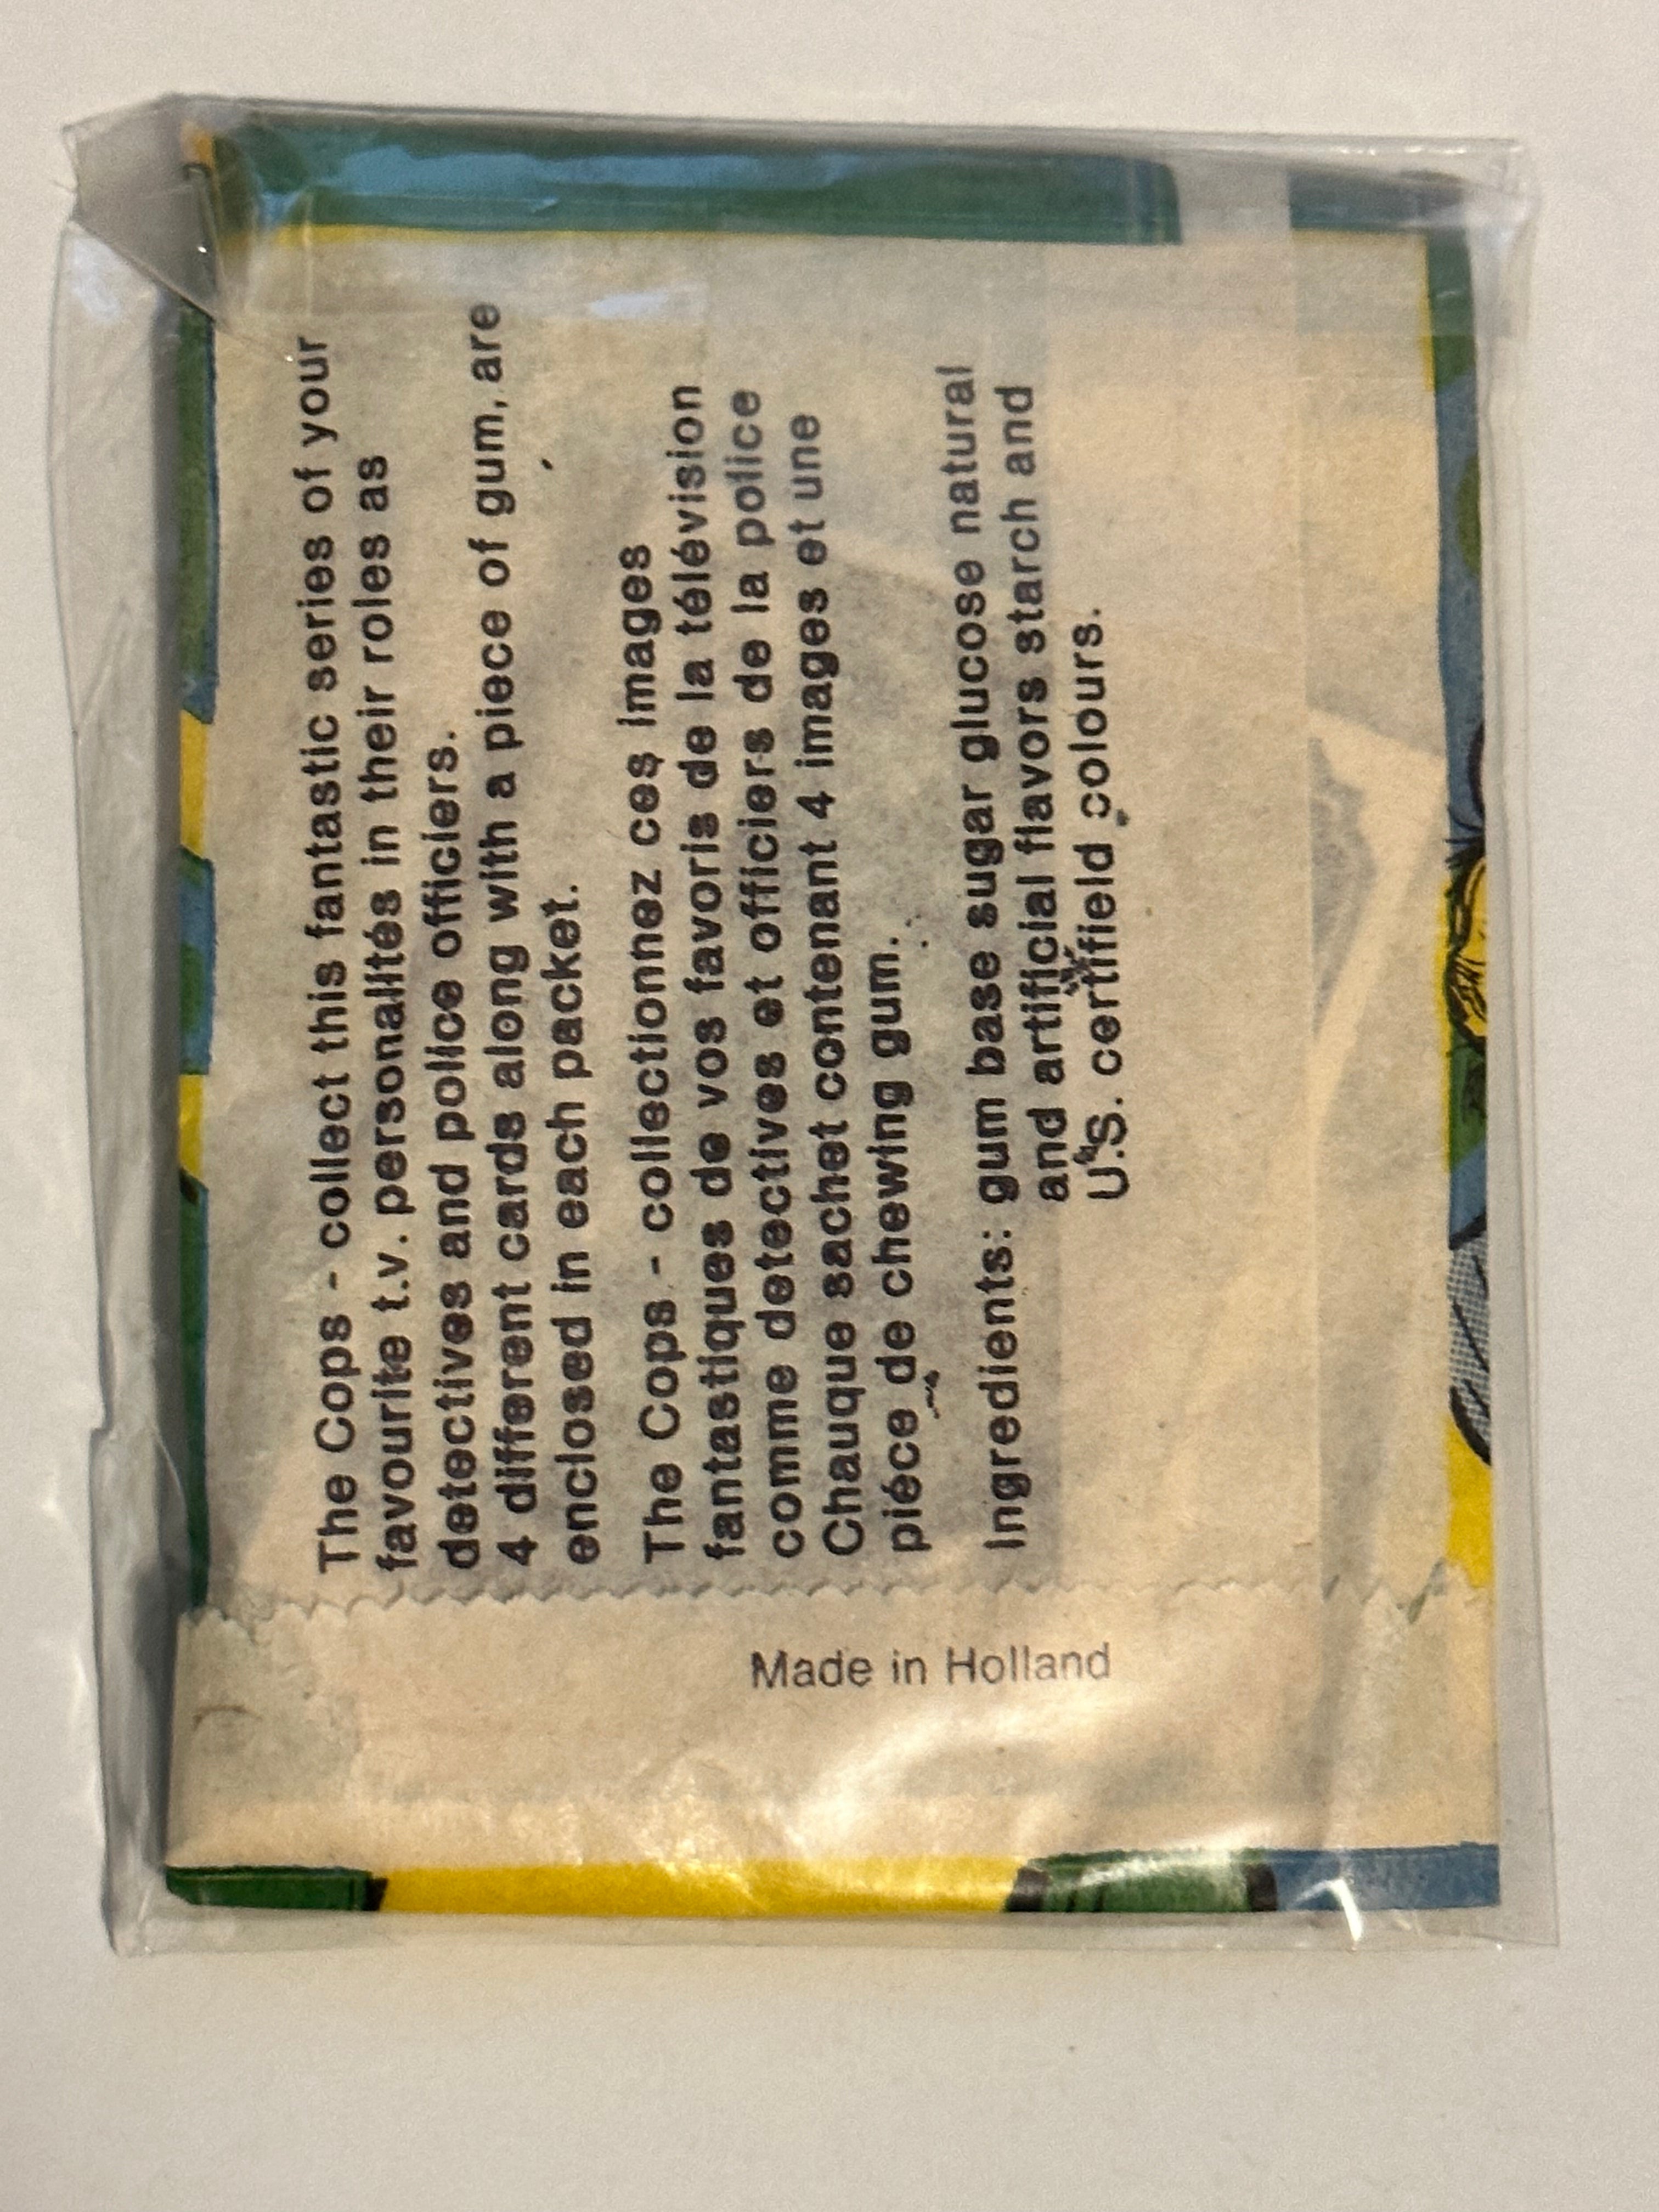 The Cops - collect this fantastic series of your
favourite t.v. personalités in their roles as
detectives and police officiers.
4 different cards along with a piece of gum, are
enclosed in each packet.
The Cops - collectionnez ces images
fantastiques de vos favoris de la télévision
comme detectives et officiers de la police
Chauque sachet contenant 4 images et une
piéce de chewing gum.
Ingredients: gum base sugar glucose natural
and artificial flavors starch and
U.S. certifield colours.
Made in Holland